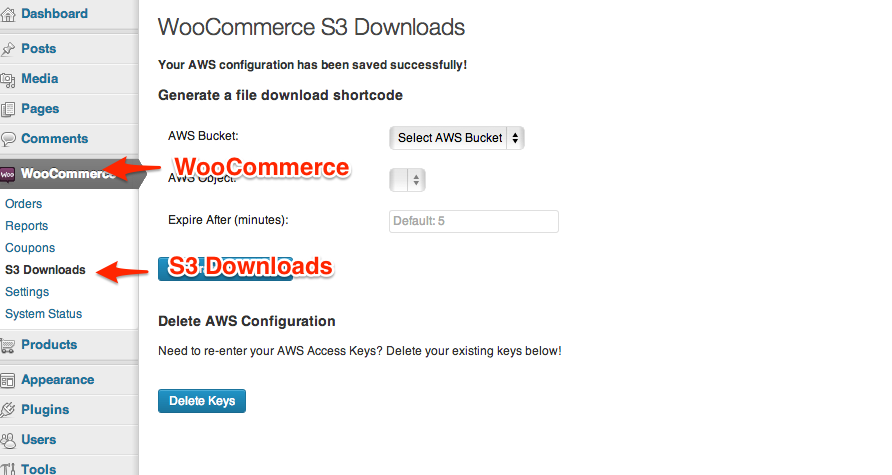 Dashboard
Posts
Media
Pages
Comments
WooCommerce
Orders
Reports
Coupons
S3 Downloads
Settings
System Status
Products
Appearance
Plugins
Users
Tools
WooCommerce S3 Downloads
Your AWS configuration has been saved successfully!
Generate a file download shortcode
AWS Bucket:
Select AWS Bucket
WooCommerce
AWS Object:
Expire After (minutes):
Default: 5
S3 Downloads
Delete AWS Configuration
Need to re-enter your AWS Access Keys? Delete your existing keys below!
Delete Keys